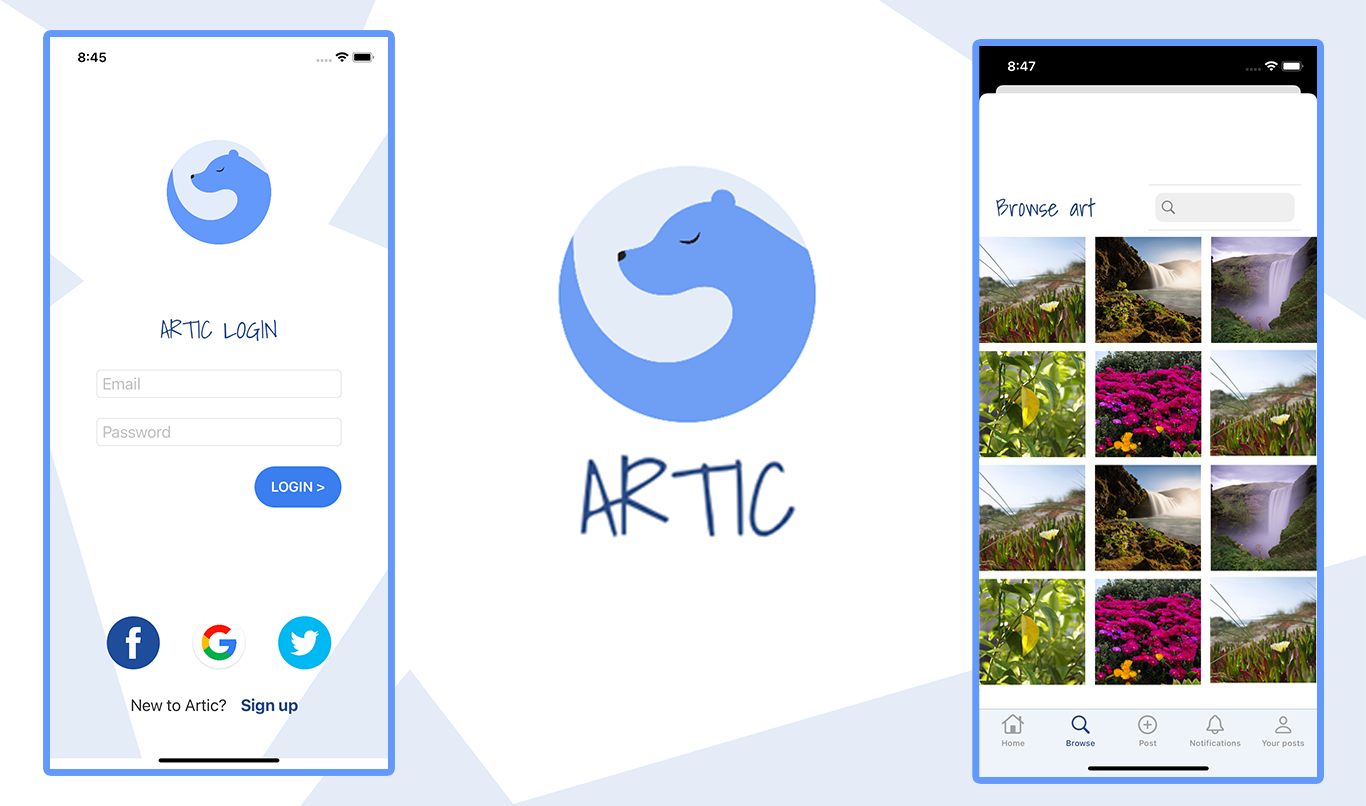 8:45
ARTIC LOGIN
Email
Password
LOGIN >
f
G
New to Artic? Sign up
ARTIC
8:47
Browse art
Home Browse Post Notifications Your posts